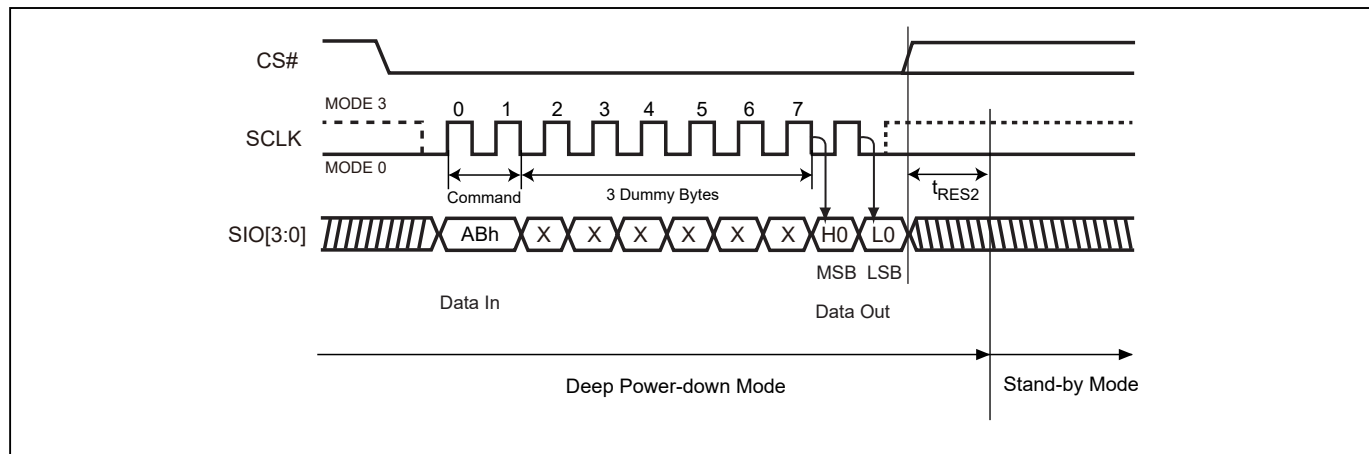 CS#
MODE 3
0 1 2 3 4 5 6 7
SCLK
MODE 0
Command
3 Dummy Bytes
tRES2
SIO[3:0]
ABh X X X X X X H0 L0
MSB LSB
Data In
Data Out
Deep Power-down Mode
Stand-by Mode